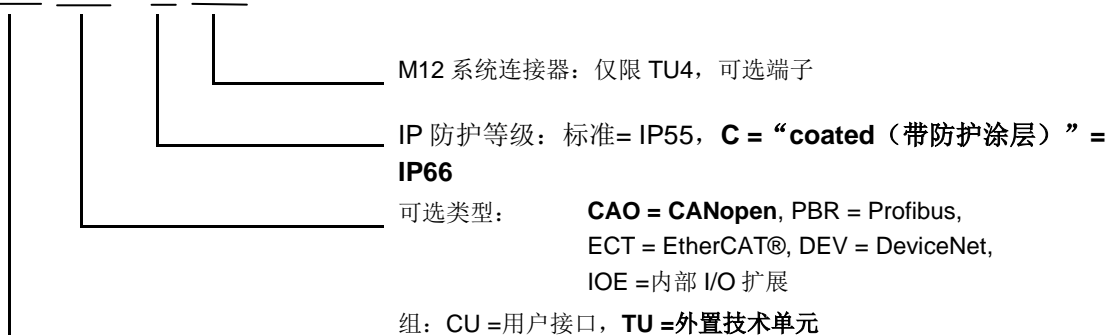 M12 系统连接器：仅限 TU4，可选端子
IP 防护等级：标准= IP55，C = “coated（带防护涂层）” =
IP66
可选类型： CAO = CANopen, PBR = Profibus,
ECT = EtherCAT®, DEV = DeviceNet,
IOE =内部 I/O 扩展
组：CU =用户接口，TU =外置技术单元